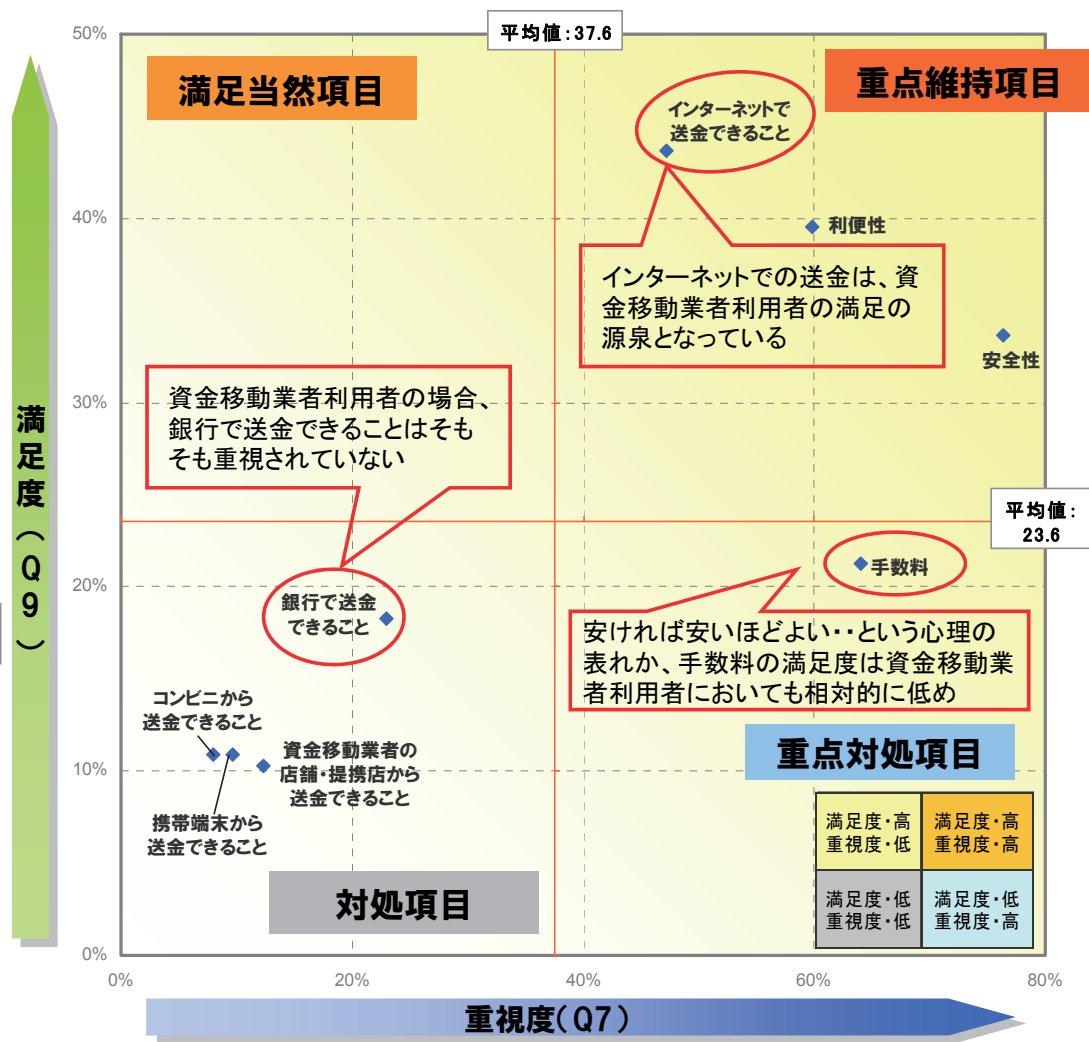 50%
40%
30%
20%
10%
0%
満足度（Q9）
平均値：37.6
満足当然項目
重点維持項目
インターネットで
送金できること
利便性
インターネットでの送金は、資
金移動業者利用者の満足の
源泉となっている
安全性
資金移動業者利用者の場合、
銀行で送金できることはそも
そも重視されていない
平均値：
23.6
手数料
銀行で送金
できること
安ければ安いほどよい・・という心理の
表れか、手数料の満足度は資金移動業
者利用者においても相対的に低め
コンビニから
送金できること
資金移動業者の
店舗・提携店から
送金できること
携帯端末から
送金できること
重点対処項目
対処項目
満足度・高
重視度・低
満足度・高
重視度・高
満足度・低
重視度・低
満足度・低
重視度・高
0%
20%
40%
60%
80%
重視度（Q7）